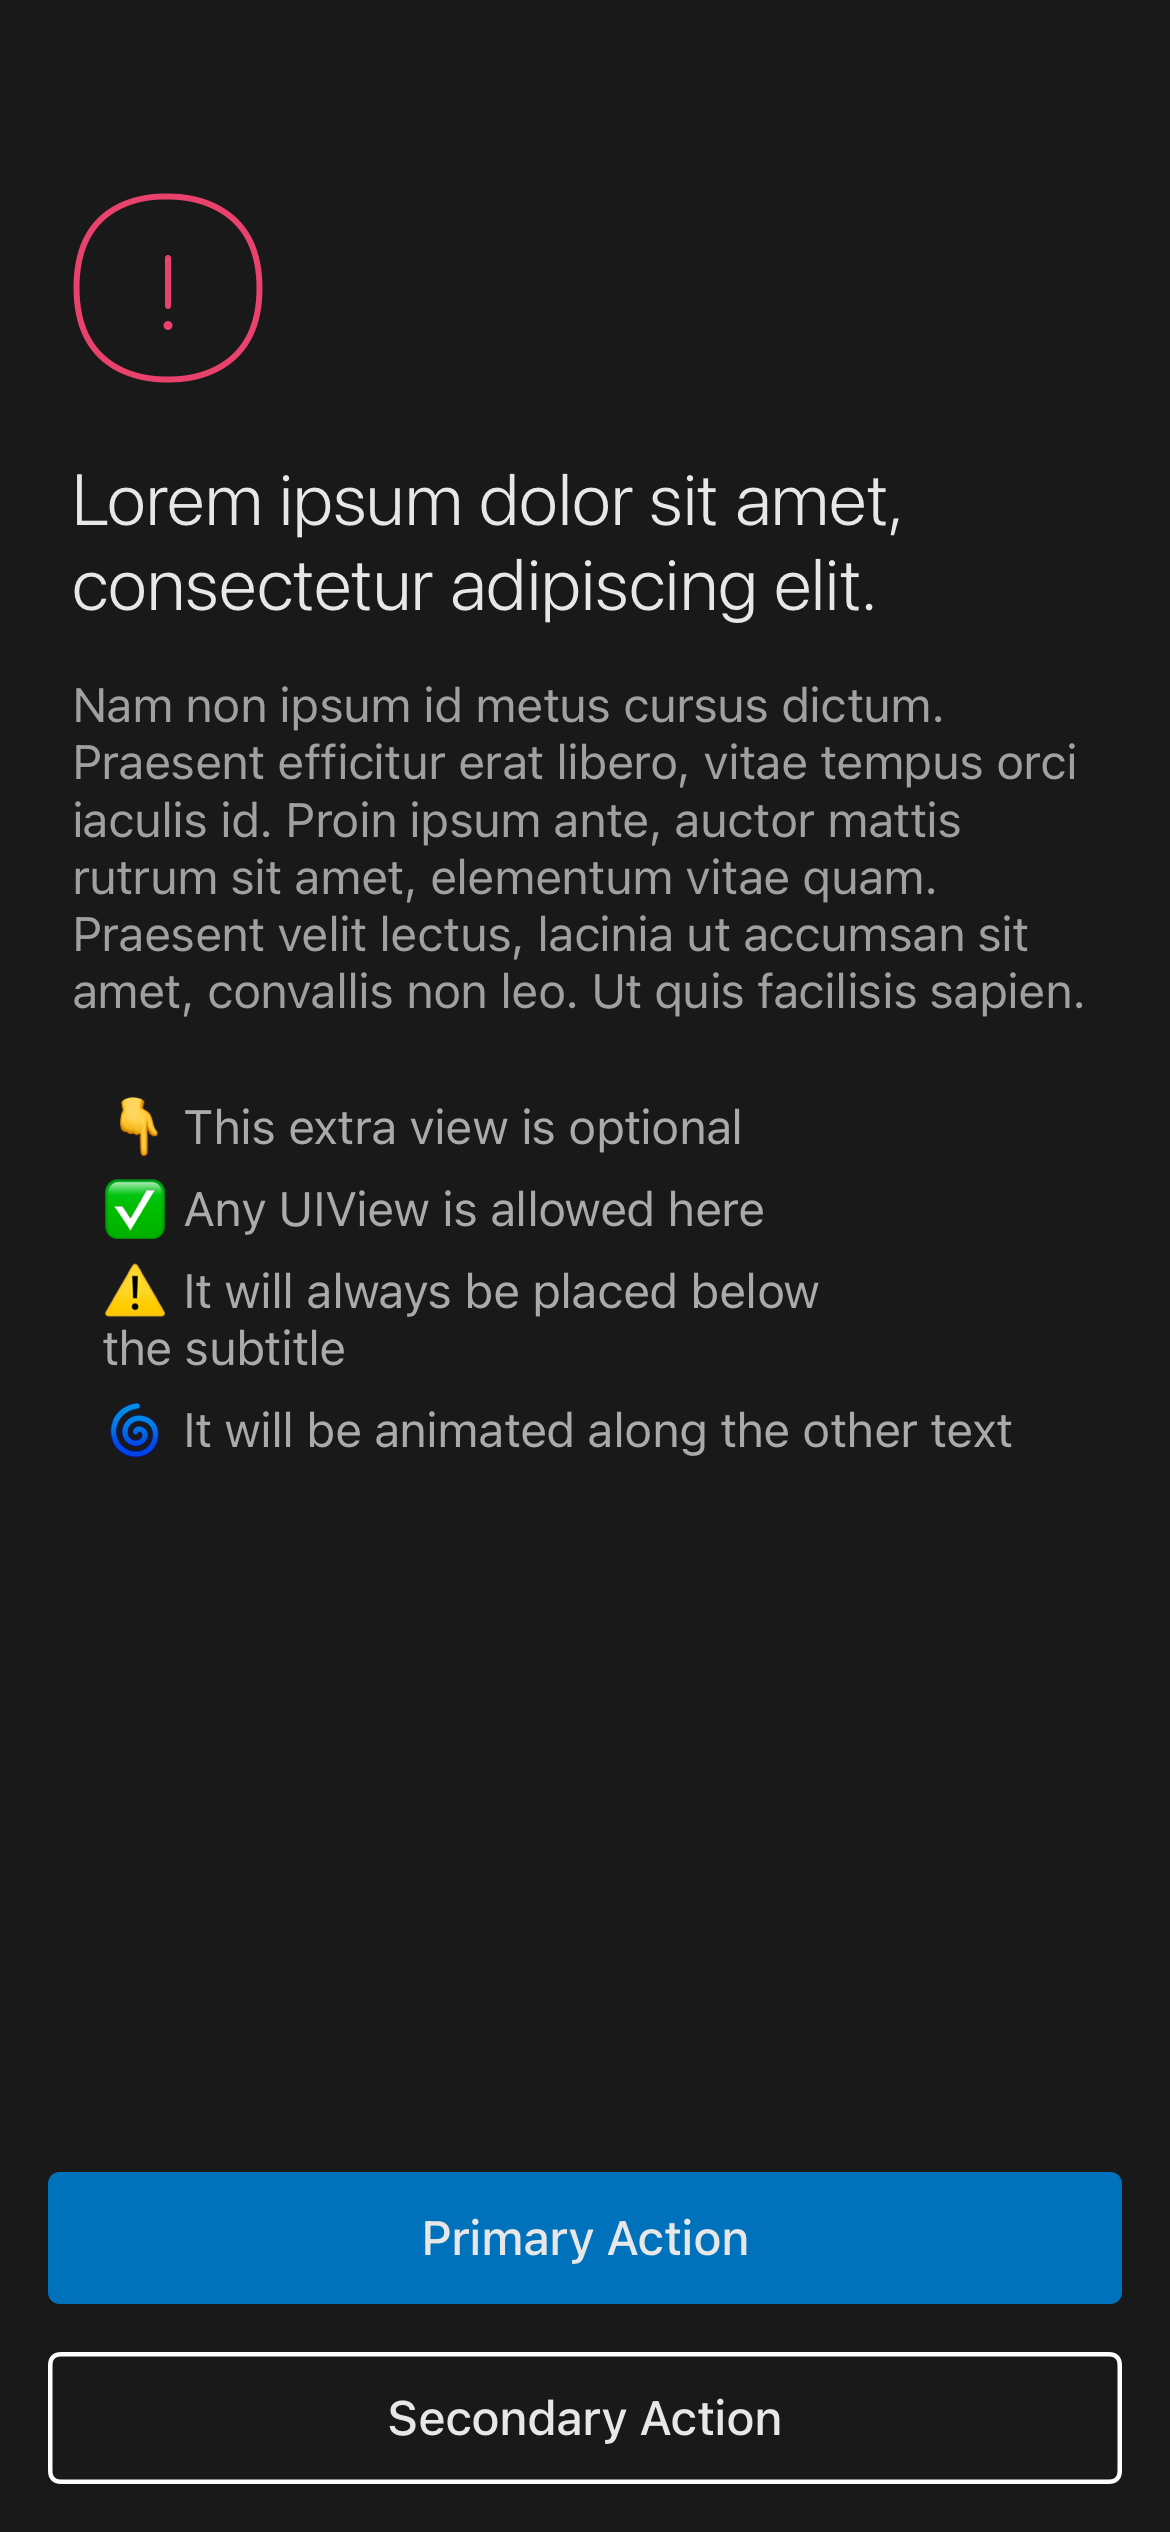 Lorem ipsum dolor sit amet,
consectetur adipiscing elit.
Nam non ipsum id metus cursus dictum.
Praesent efficitur erat libero, vitae tempus orci
iaculis id. Proin ipsum ante, auctor mattis
rutrum sit amet, elementum vitae quam.
Praesent velit lectus, lacinia ut accumsan sit
amet, convallis non leo. Ut quis facilisis sapien.
👇 This extra view is optional
✅ Any UIView is allowed here
⚠️ It will always be placed below
the subtitle
🌀 It will be animated along the other text
Primary Action
Secondary Action